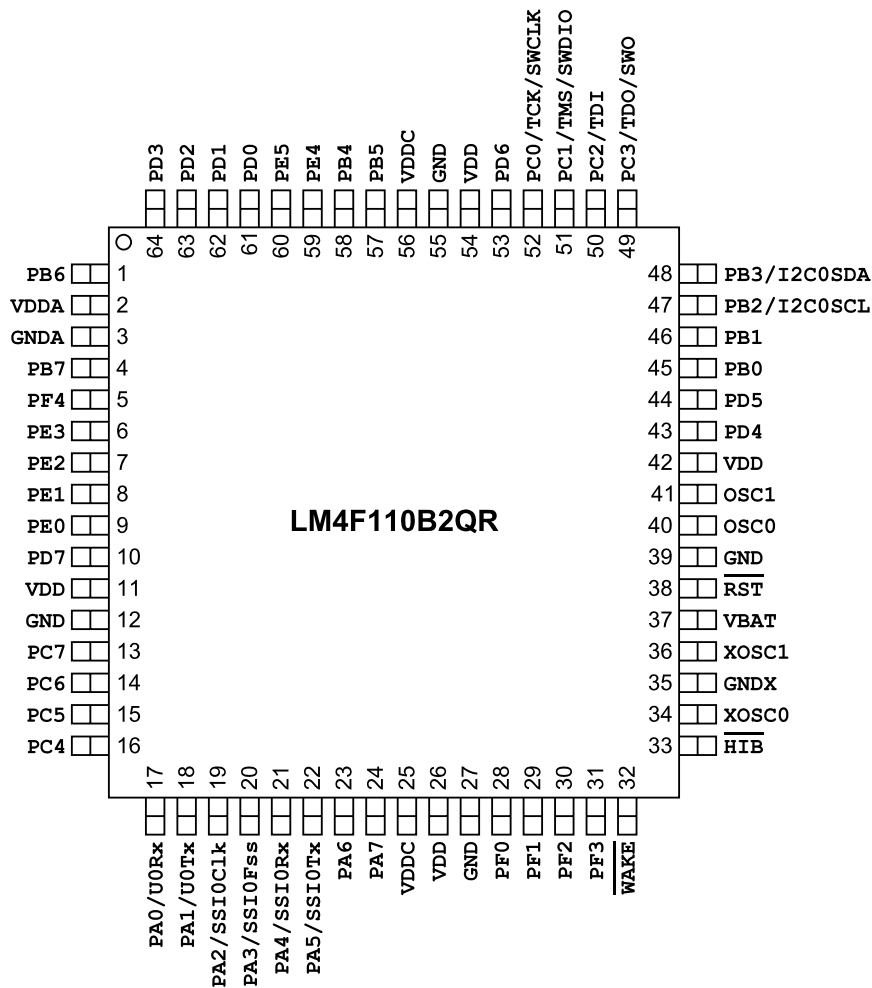 PD3 PD2 PD1 PD0 PE5 PE4 PB4 PB5 VDDC GND VDD PD6 PC0/TCK/SWCLK PC1/TMS/SWDIO PC2/TDI PC3/TDO/SWO
64 63 62 61 60 59 58 57 56 55 54 53 52 51 50 49
PB6 1 48 PB3/I2C0SDA
VDDA 2 47 PB2/I2C0SCL
GNDA 3 46 PB1
PB7 4 45 PB0
PF4 5 44 PD5
PE3 6 43 PD4
PE2 7 42 VDD
PE1 8 41 OSC1
LM4F110B2QR
PE0 9 40 OSC0
PD7 10 39 GND
VDD 11 38 RST
GND 12 37 VBAT
PC7 13 36 XOSC1
PC6 14 35 GNDX
PC5 15 34 XOSC0
PC4 16 33 HIB
17 18 19 20 21 22 23 24 25 26 27 28 29 30 31 32
PA0/U0Rx PA1/U0Tx PA2/SSI0Clk PA3/SSI0Fss PA4/SSI0Rx PA5/SSI0Tx PA6 PA7 VDDC VDD GND PF0 PF1 PF2 PF3 WAKE